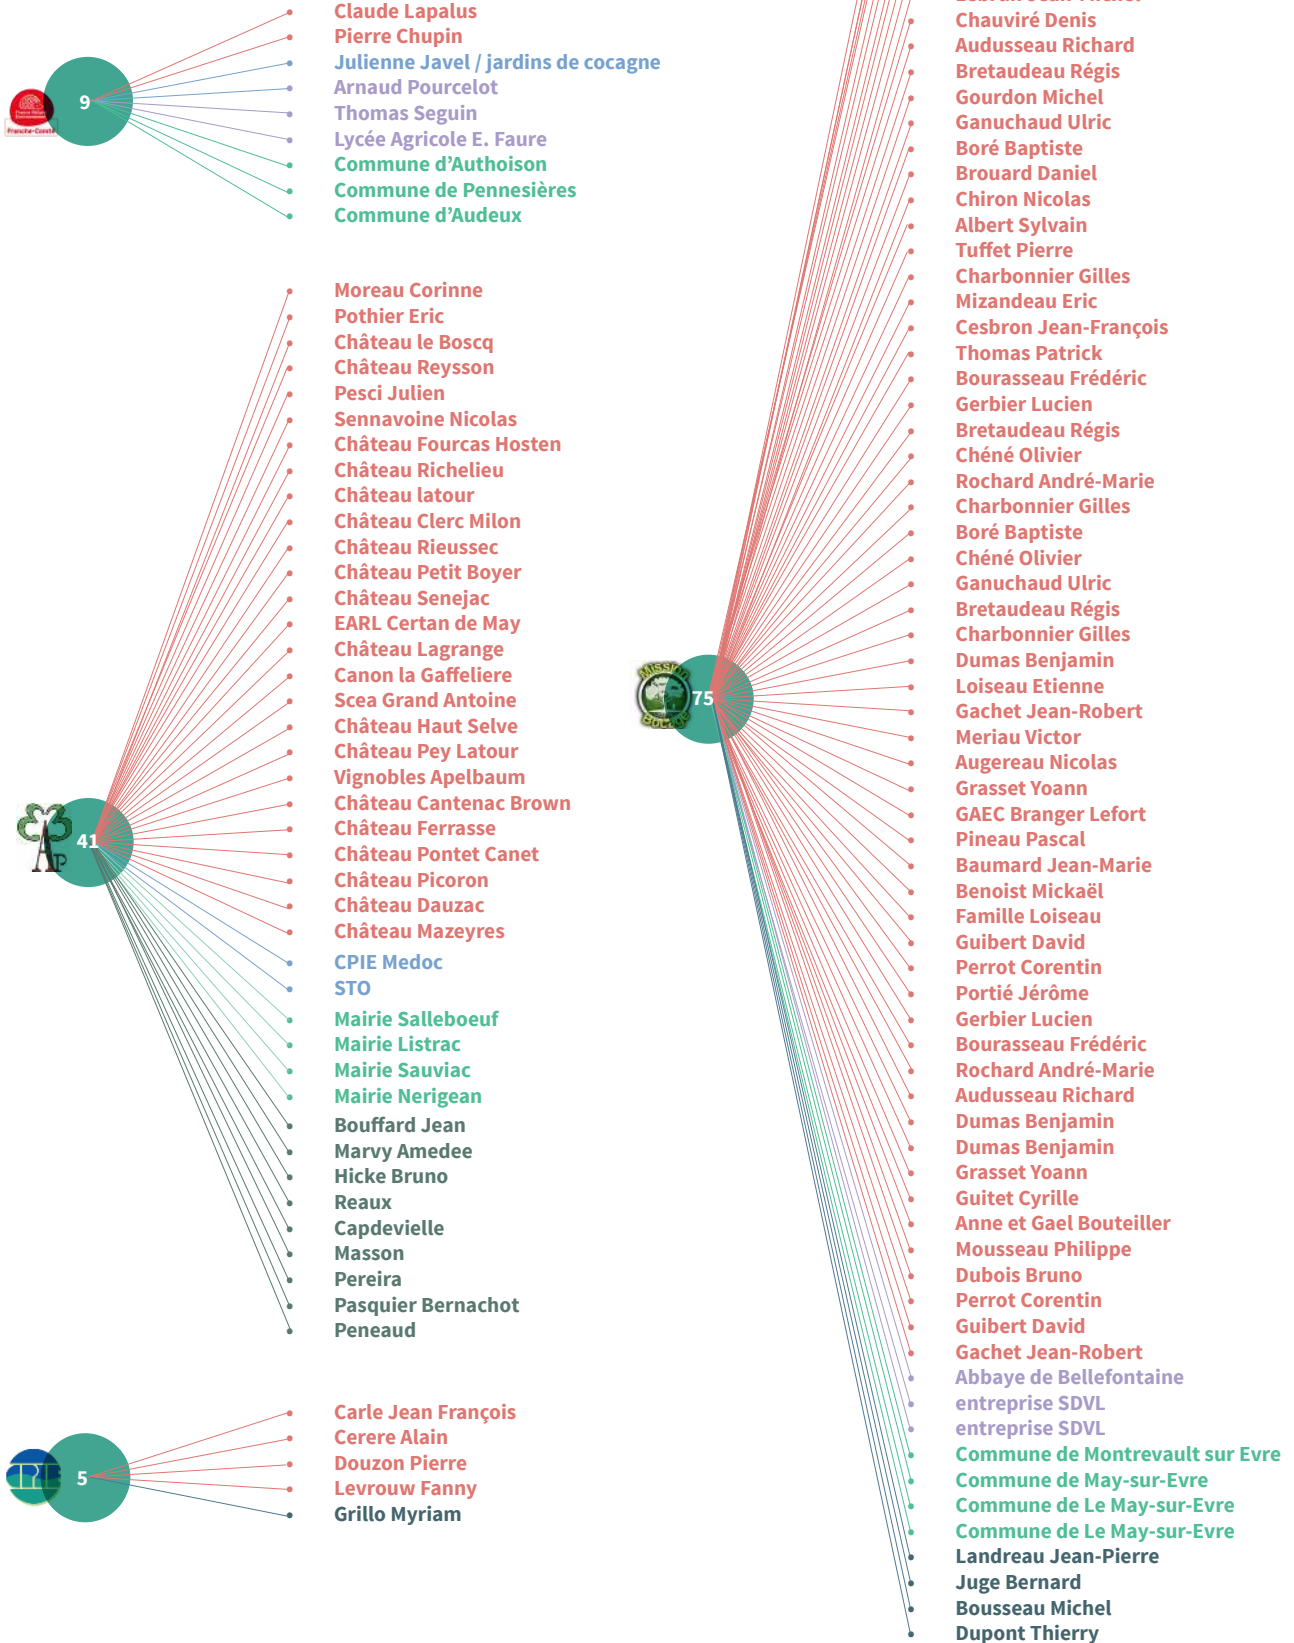 Claude Lapalus
Pierre Chupin
Julienne Javel / jardins de cocagne
Arnaud Pourcelot
Thomas Seguin
Lycée Agricole E. Faure
Commune d'Authoison
Commune de Pennesières
Commune d'Audeux
9
Franche-Comté
Moreau Corinne
Pothier Eric
Château le Boscq
Château Reysson
Pesci Julien
Sennavoine Nicolas
Château Fourcas Hosten
Château Richelieu
Château latour
Château Clerc Milon
Château Rieussec
Château Petit Boyer
Château Senejac
EARL Certan de May
Château Lagrange
Canon la Gaffeliere
Scea Grand Antoine
Château Haut Selve
Château Pey Latour
Vignobles Apelbaum
Château Cantenac Brown
Château Ferrasse
Château Pontet Canet
Château Picoron
Château Dauzac
Château Mazeyres
CPIE Medoc
STO
Mairie Salleboeuf
Mairie Listrac
Mairie Sauviac
Mairie Nerigean
Bouffard Jean
Marvy Amedee
Hicke Bruno
Reaux
Capdevielle
Masson
Pereira
Pasquier Bernachot
Peneaud
41
AP
Carle Jean François
Cerere Alain
Douzon Pierre
Levrouw Fanny
Grillo Myriam
5
Chauviré Denis
Audusseau Richard
Bretaudeau Régis
Gourdon Michel
Ganuchaud Ulric
Boré Baptiste
Brouard Daniel
Chiron Nicolas
Albert Sylvain
Tuffet Pierre
Charbonnier Gilles
Mizandeau Eric
Cesbron Jean-François
Thomas Patrick
Bourasseau Frédéric
Gerbier Lucien
Bretaudeau Régis
Chéné Olivier
Rochard André-Marie
Charbonnier Gilles
Boré Baptiste
Chéné Olivier
Ganuchaud Ulric
Bretaudeau Régis
Charbonnier Gilles
Dumas Benjamin
Loiseau Etienne
Gachet Jean-Robert
Meriau Victor
Augereau Nicolas
Grasset Yoann
GAEC Branger Lefort
Pineau Pascal
Baumard Jean-Marie
Benoist Mickaël
Famille Loiseau
Guibert David
Perrot Corentin
Portié Jérôme
Gerbier Lucien
Bourasseau Frédéric
Rochard André-Marie
Audusseau Richard
Dumas Benjamin
Dumas Benjamin
Grasset Yoann
Guitet Cyrille
Anne et Gael Bouteiller
Mousseau Philippe
Dubois Bruno
Perrot Corentin
Guibert David
Gachet Jean-Robert
Abbaye de Bellefontaine
entreprise SDVL
entreprise SDVL
Commune de Montrevault sur Evre
Commune de May-sur-Evre
Commune de Le May-sur-Evre
Commune de Le May-sur-Evre
Landreau Jean-Pierre
Juge Bernard
Bousseau Michel
Dupont Thierry
Mission
Bocage
75